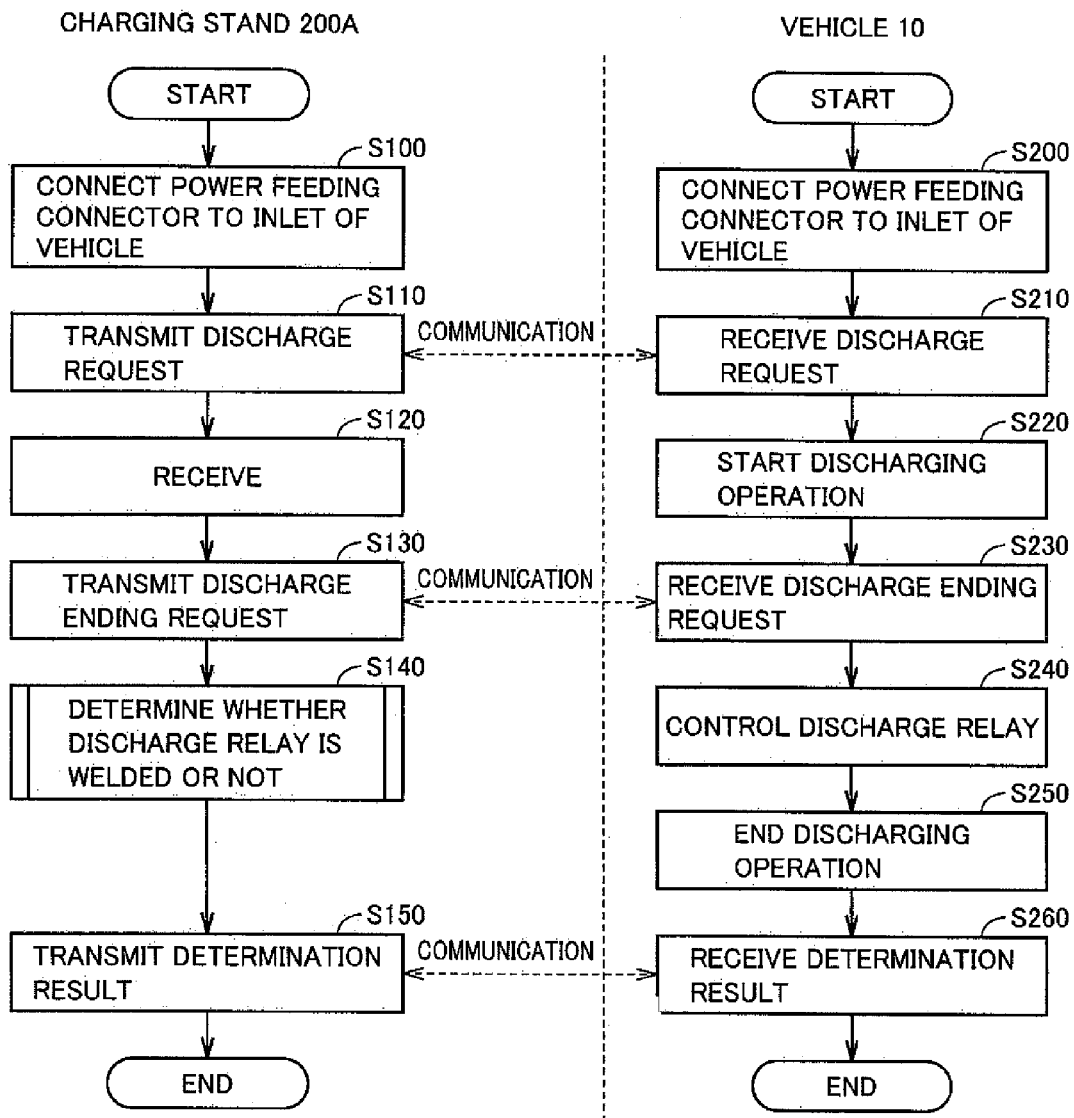 CHARGING STAND 200A
START
S100
CONNECT POWER FEEDING
CONNECTOR TO INLET OF
VEHICLE
S110
TRANSMIT DISCHARGE
REQUEST
COMMUNICATION
S120
RECEIVE
S130
TRANSMIT DISCHARGE
ENDING REQUEST
COMMUNICATION
S140
DETERMINE WHETHER
DISCHARGE RELAY IS
WELDED OR NOT
S150
TRANSMIT DETERMINATION
RESULT
COMMUNICATION
END
VEHICLE 10
START
S200
CONNECT POWER FEEDING
CONNECTOR TO INLET OF
VEHICLE
S210
RECEIVE DISCHARGE
REQUEST
S220
START DISCHARGING
OPERATION
S230
RECEIVE DISCHARGE ENDING
REQUEST
S240
CONTROL DISCHARGE RELAY
S250
END DISCHARGING
OPERATION
S260
RECEIVE DETERMINATION
RESULT
END